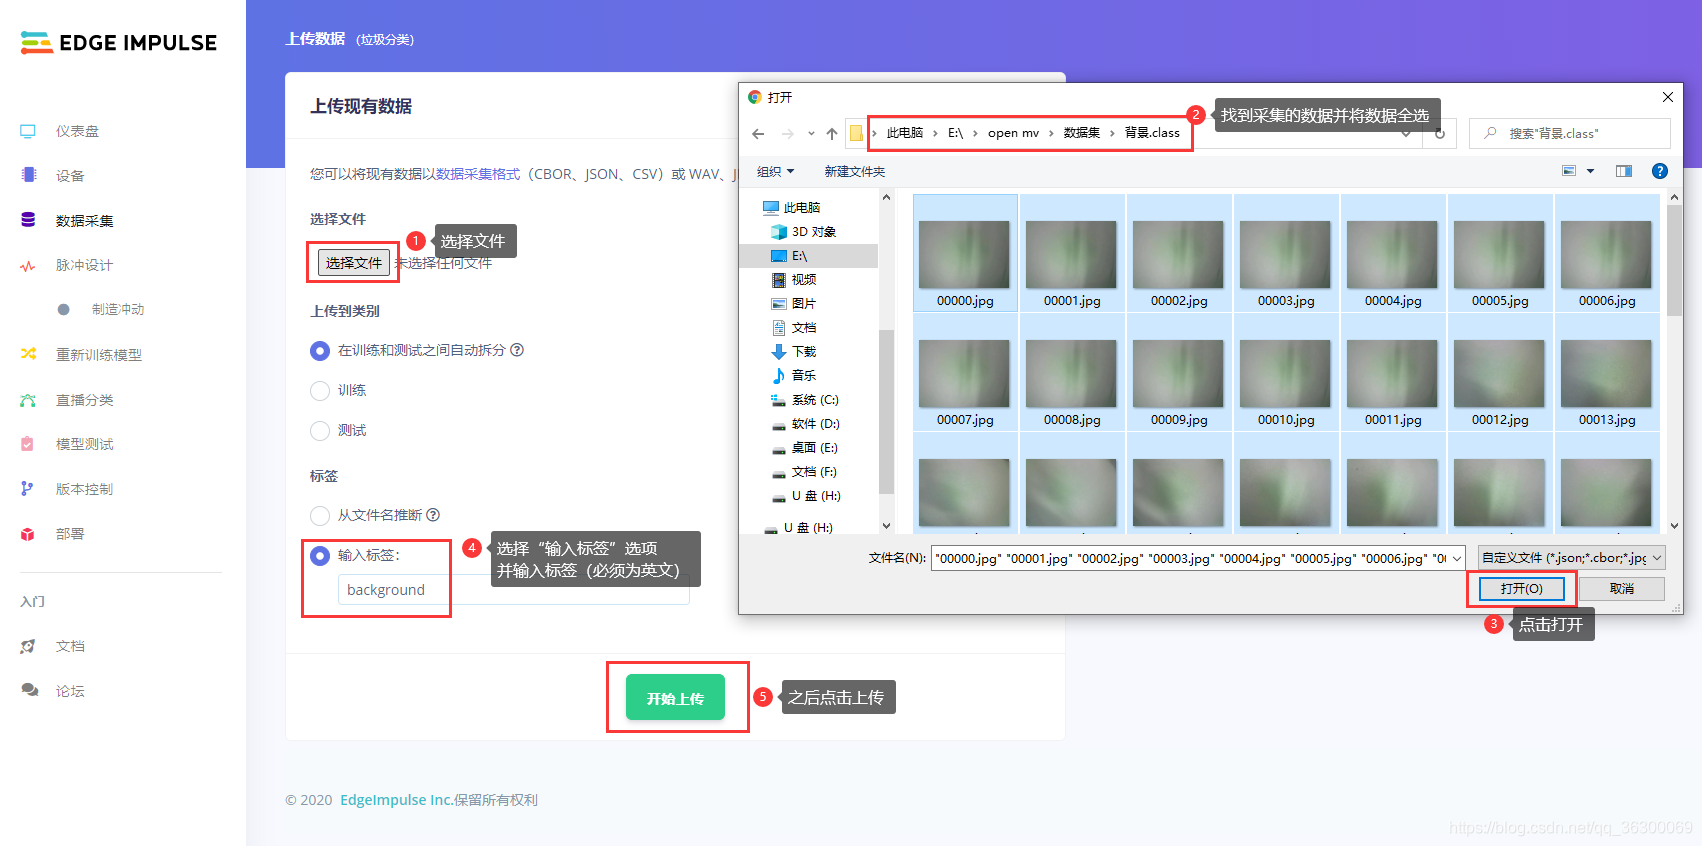 EDGE IMPULSE
仪表盘
设备
数据采集
脉冲设计
制造冲动
重新训练模型
直播分类
模型测试
版本控制
部署
入门
文档
论坛
上传数据 (垃圾分类)
上传现有数据
您可以将现有数据以数据采集格式（CBOR、JSON、CSV）或 WAV、
选择文件
选择文件 未选择任何文件
1 选择文件
上传到类别
在训练和测试之间自动拆分
训练
测试
标签
从文件名推断
输入标签:
background
4 选择“输入标签”选项
并输入标签（必须为英文）
开始上传
5 之后点击上传
© 2020 EdgeImpulse Inc.保留所有权利
打开
2 找到采集的数据并将数据全选
此电脑 › E:\ › open mv › 数据集 › 背景.class
搜索"背景.class"
组织 新建文件夹
此电脑
3D 对象
E:\
视频
图片
文档
下载
音乐
系统 (C:)
软件 (D:)
桌面 (E:)
文档 (F:)
U 盘 (H:)
U 盘 (H:)
00000.jpg 00001.jpg 00002.jpg 00003.jpg 00004.jpg 00005.jpg 00006.jpg
00007.jpg 00008.jpg 00009.jpg 00010.jpg 00011.jpg 00012.jpg 00013.jpg
文件名(N): "00000.jpg" "00001.jpg" "00002.jpg" "00003.jpg" "00004.jpg" "00005.jpg" "00006.jpg" "0
自定义文件 (*.json;*.cbor;*.jpg
打开(O) 取消
3 点击打开
https://blog.csdn.net/qq_36300069